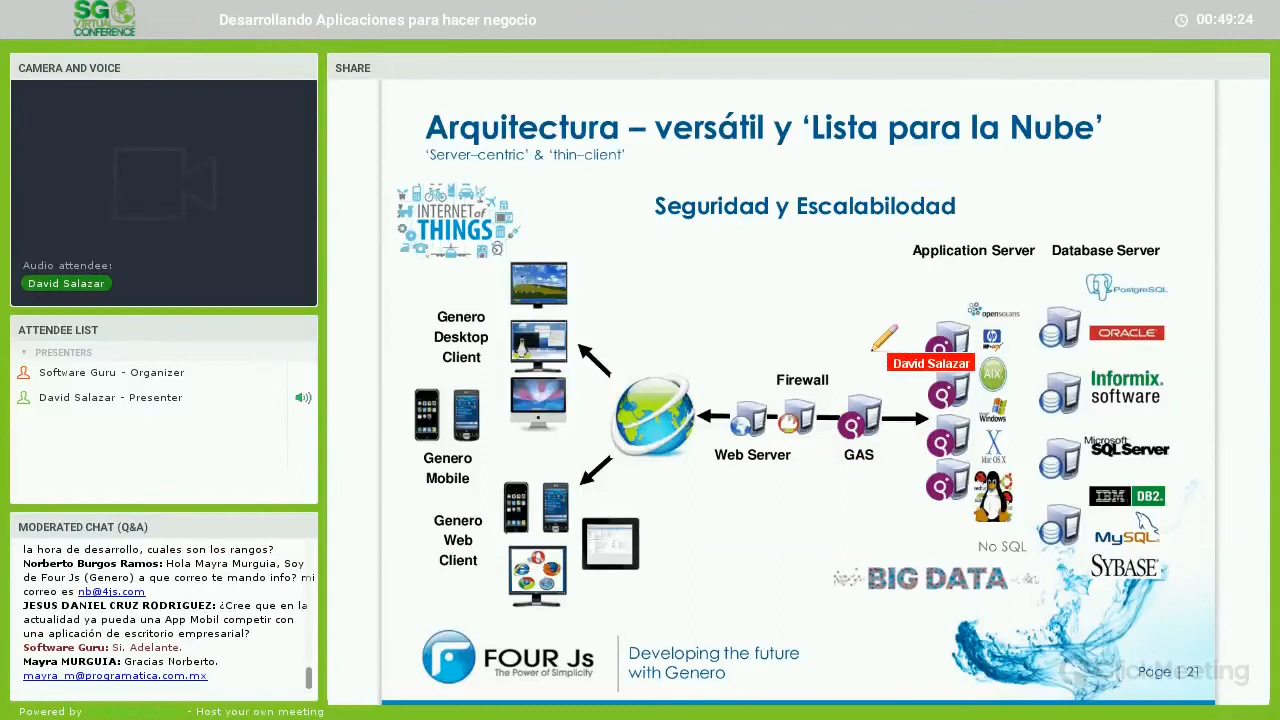 SG
VIRTUAL
CONFERENCE
Desarrollando Aplicaciones para hacer negocio
00:49:24
CAMERA AND VOICE
Audio attendee:
David Salazar
ATTENDEE LIST
PRESENTERS
Software Guru - Organizer
David Salazar - Presenter
MODERATED CHAT (Q&A)
la hora de desarrollo, cuales son los rangos?
Norberto Burgos Ramos: Hola Mayra Murguia, Soy
de Four Js (Genero) a que correo te mando info? mi
correo es nb@4js.com
JESUS DANIEL CRUZ RODRIGUEZ: ¿Cree que en la
actualidad ya pueda una App Mobil competir con
una aplicación de escritorio empresarial?
Software Guru: Si. Adelante.
Mayra MURGUIA: Gracias Norberto.
mayra_m@programatica.com.mx
Powered by
- Host your own meeting
SHARE
Arquitectura – versátil y ‘Lista para la Nube’
‘Server–centric’ & ‘thin–client’
INTERNET of
THINGS
Seguridad y Escalabilodad
Application Server
Database Server
Genero
Desktop
Client
Genero
Mobile
Genero
Web
Client
Web Server
Firewall
GAS
David Salazar
opensolaris
HP-UX
AIX
Windows
X
Mac OS X
PostgreSQL
ORACLE
Informix.
software
Microsoft
SQL Server
IBM DB2.
MySQL
SYBASE
No SQL
BIG DATA
FOUR Js
The Power of Simplicity
Developing the future
with Genero
Page | 21